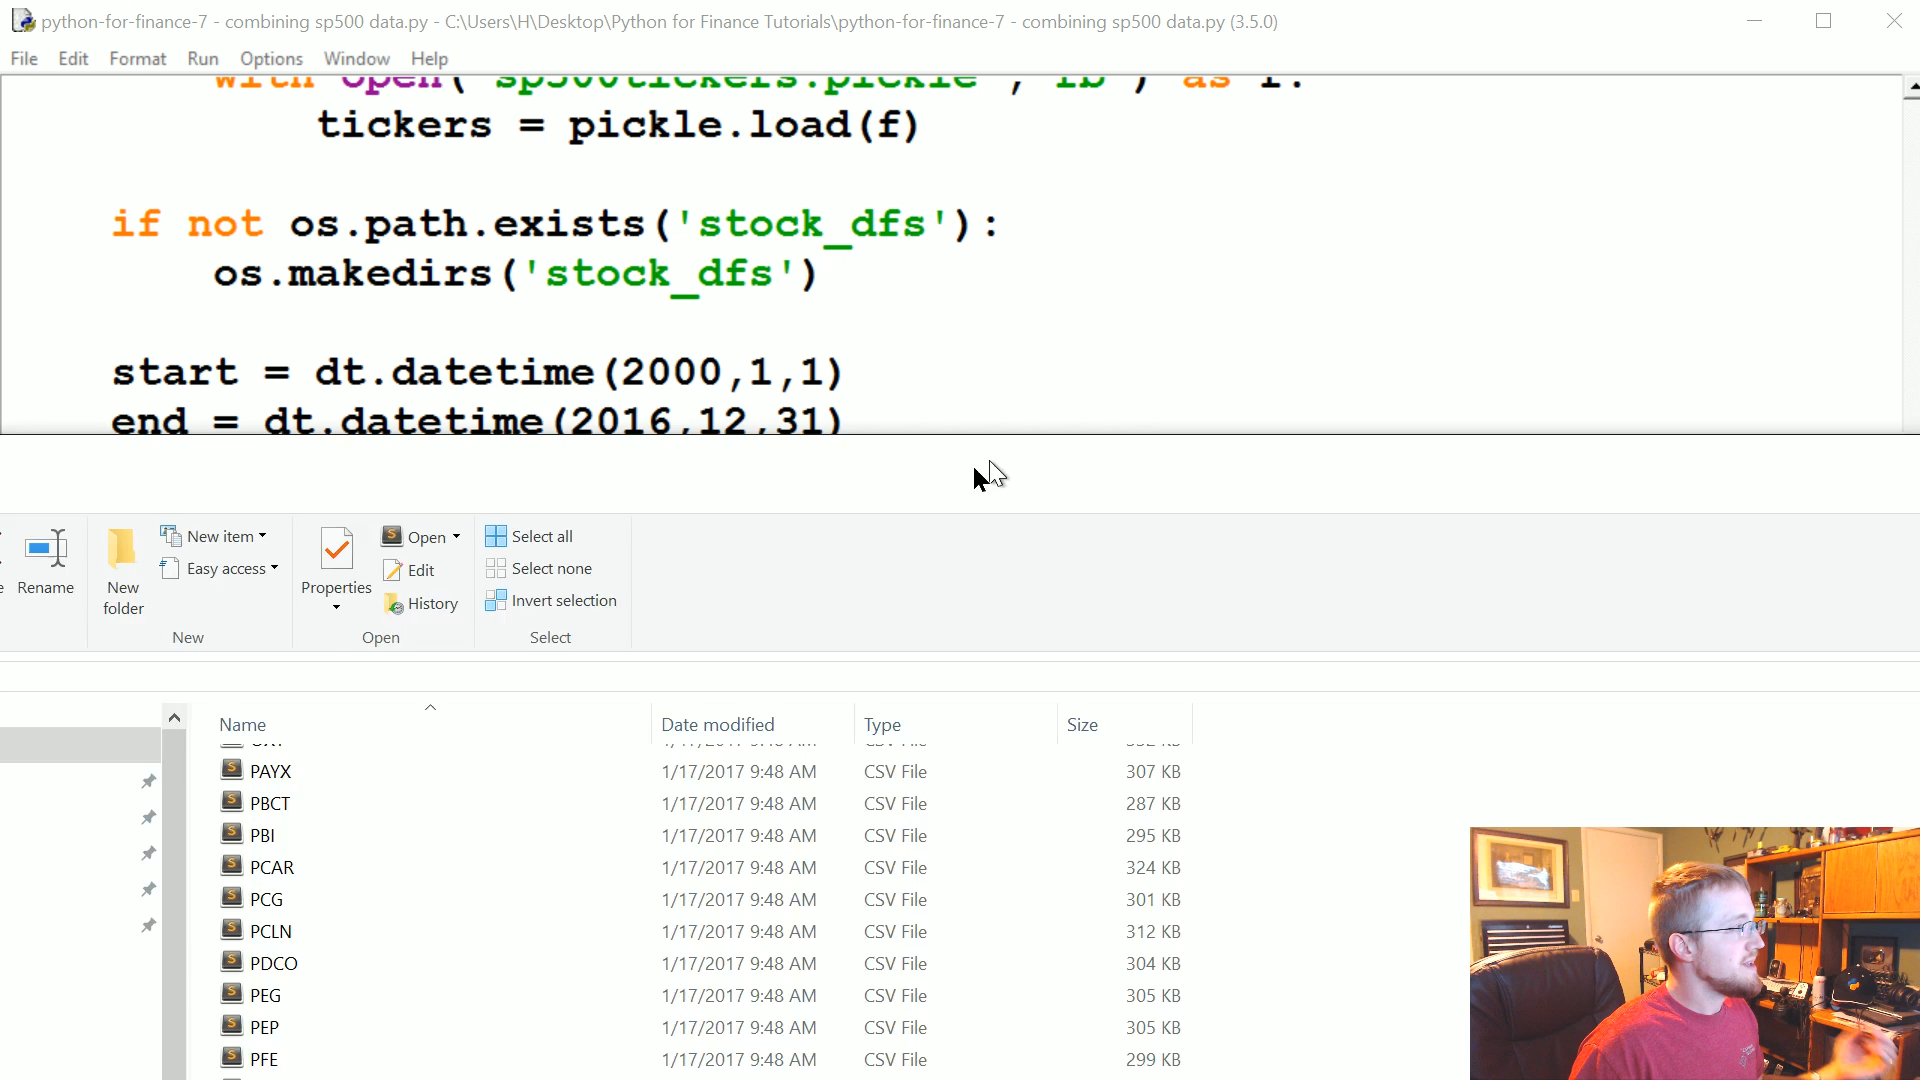 python-for-finance-7 - combining sp500 data.py - C:\Users\H\Desktop\Python for Finance Tutorials\python-for-finance-7 - combining sp500 data.py (3.5.0)
File Edit Format Run Options Window Help
with open('sp500tickers.pickle','rb') as f:
tickers = pickle.load(f)
if not os.path.exists('stock_dfs'):
os.makedirs('stock_dfs')
start = dt.datetime(2000,1,1)
end = dt.datetime(2016,12,31)
New item
Open
Select all
Easy access
Edit
Select none
Rename
New folder
Properties
History
Invert selection
New
Open
Select
Name Date modified Type Size
PAYX 1/17/2017 9:48 AM CSV File 307 KB
PBCT 1/17/2017 9:48 AM CSV File 287 KB
PBI 1/17/2017 9:48 AM CSV File 295 KB
PCAR 1/17/2017 9:48 AM CSV File 324 KB
PCG 1/17/2017 9:48 AM CSV File 301 KB
PCLN 1/17/2017 9:48 AM CSV File 312 KB
PDCO 1/17/2017 9:48 AM CSV File 304 KB
PEG 1/17/2017 9:48 AM CSV File 305 KB
PEP 1/17/2017 9:48 AM CSV File 305 KB
PFE 1/17/2017 9:48 AM CSV File 299 KB